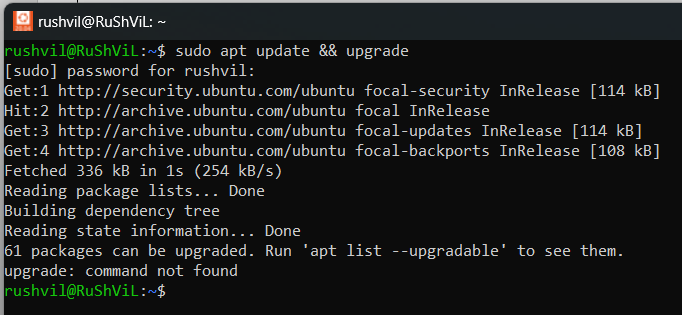 rushvil@RuShViL: ~
rushvil@RuShViL:~$ sudo apt update && upgrade
[sudo] password for rushvil:
Get:1 http://security.ubuntu.com/ubuntu focal-security InRelease [114 kB]
Hit:2 http://archive.ubuntu.com/ubuntu focal InRelease
Get:3 http://archive.ubuntu.com/ubuntu focal-updates InRelease [114 kB]
Get:4 http://archive.ubuntu.com/ubuntu focal-backports InRelease [108 kB]
Fetched 336 kB in 1s (254 kB/s)
Reading package lists... Done
Building dependency tree
Reading state information... Done
61 packages can be upgraded. Run 'apt list --upgradable' to see them.
upgrade: command not found
rushvil@RuShViL:~$